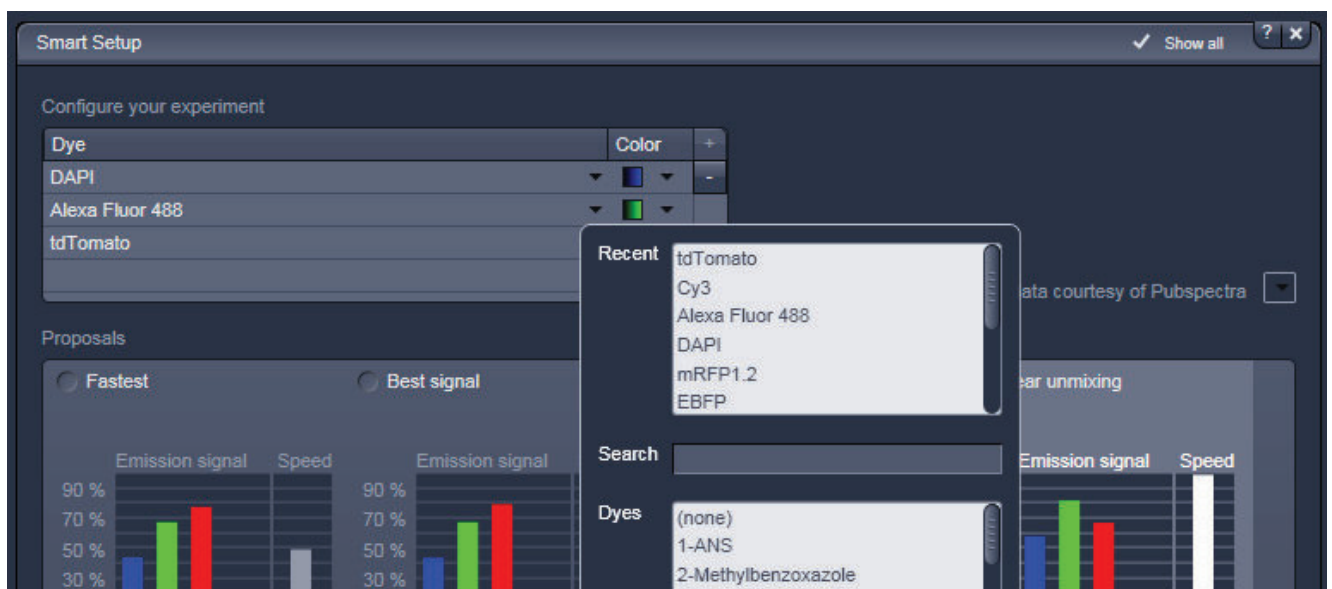 Smart Setup
Show all
? x
Configure your experiment
Dye Color +
DAPI -
Alexa Fluor 488
tdTomato
Recent
tdTomato
Cy3
Alexa Fluor 488
DAPI
mRFP1.2
EBFP
ata courtesy of Pubspectra
Proposals
Fastest
Best signal
ear unmixing
Search
Emission signal Speed
Emission signal
Emission signal Speed
90 %
70 %
50 %
30 %
90 %
70 %
50 %
30 %
Dyes
(none)
1-ANS
2-Methylbenzoxazole